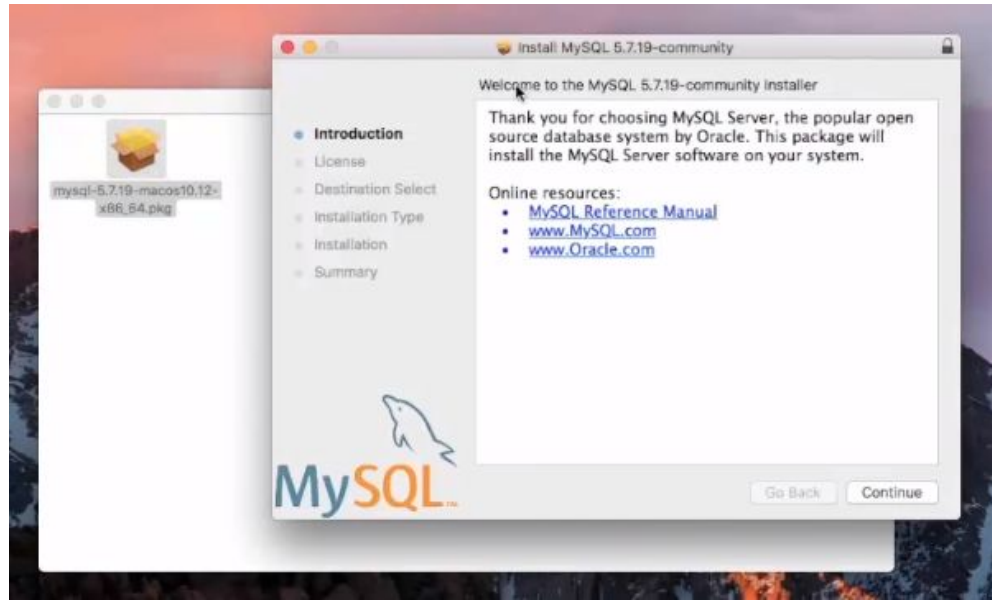 Install MySQL 5.7.19-community
Welcome to the MySQL 5.7.19-community Installer
mysql-5.7.19-macos10.12-
x86_64.pkg
Introduction
License
Destination Select
Installation Type
Installation
Summary
Thank you for choosing MySQL Server, the popular open
source database system by Oracle. This package will
install the MySQL Server software on your system.
Online resources:
• MySQL Reference Manual
• www.MySQL.com
• www.Oracle.com
MySQL™
Go Back
Continue